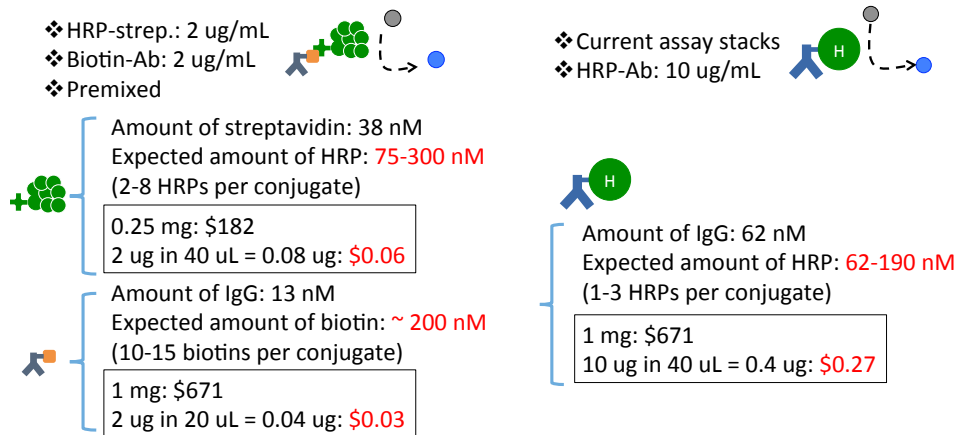 ❖HRP-strep.: 2 ug/mL
❖Biotin-Ab: 2 ug/mL
❖Premixed
Amount of streptavidin: 38 nM
Expected amount of HRP: 75-300 nM
(2-8 HRPs per conjugate)
0.25 mg: $182
2 ug in 40 uL = 0.08 ug: $0.06
Amount of IgG: 13 nM
Expected amount of biotin: ~ 200 nM
(10-15 biotins per conjugate)
1 mg: $671
2 ug in 20 uL = 0.04 ug: $0.03
❖Current assay stacks
❖HRP-Ab: 10 ug/mL
H
H
Amount of IgG: 62 nM
Expected amount of HRP: 62-190 nM
(1-3 HRPs per conjugate)
1 mg: $671
10 ug in 40 uL = 0.4 ug: $0.27